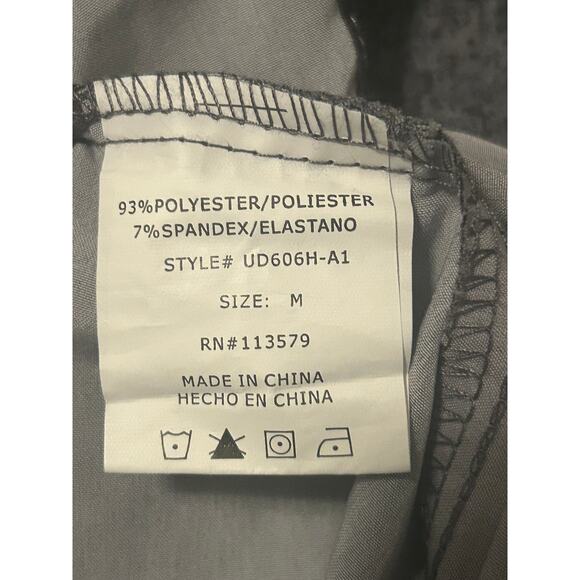 93%POLYESTER/POLIESTER
7%SPANDEX/ELASTANO
STYLE# UD606H-A1
SIZE: M
RN#113579
MADE IN CHINA
HECHO EN CHINA